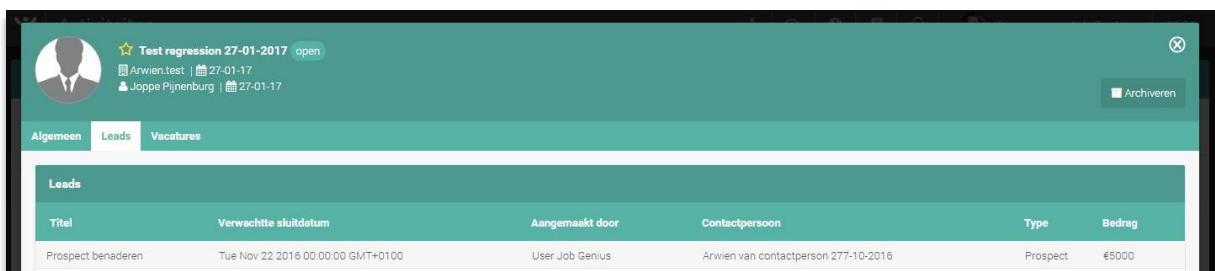 Test regression 27-01-2017 open
Arwien.test | 27-01-17
Joppe Pijnenburg | 27-01-17
Archiveren
Algemeen Leads Vacatures
Leads
Titel Verwachtte sluitdatum Aangemaakt door Contactpersoon Type Bedrag
Prospect benaderen Tue Nov 22 2016 00:00:00 GMT+0100 User Job Genius Arwien van contactpersoon 277-10-2016 Prospect €5000